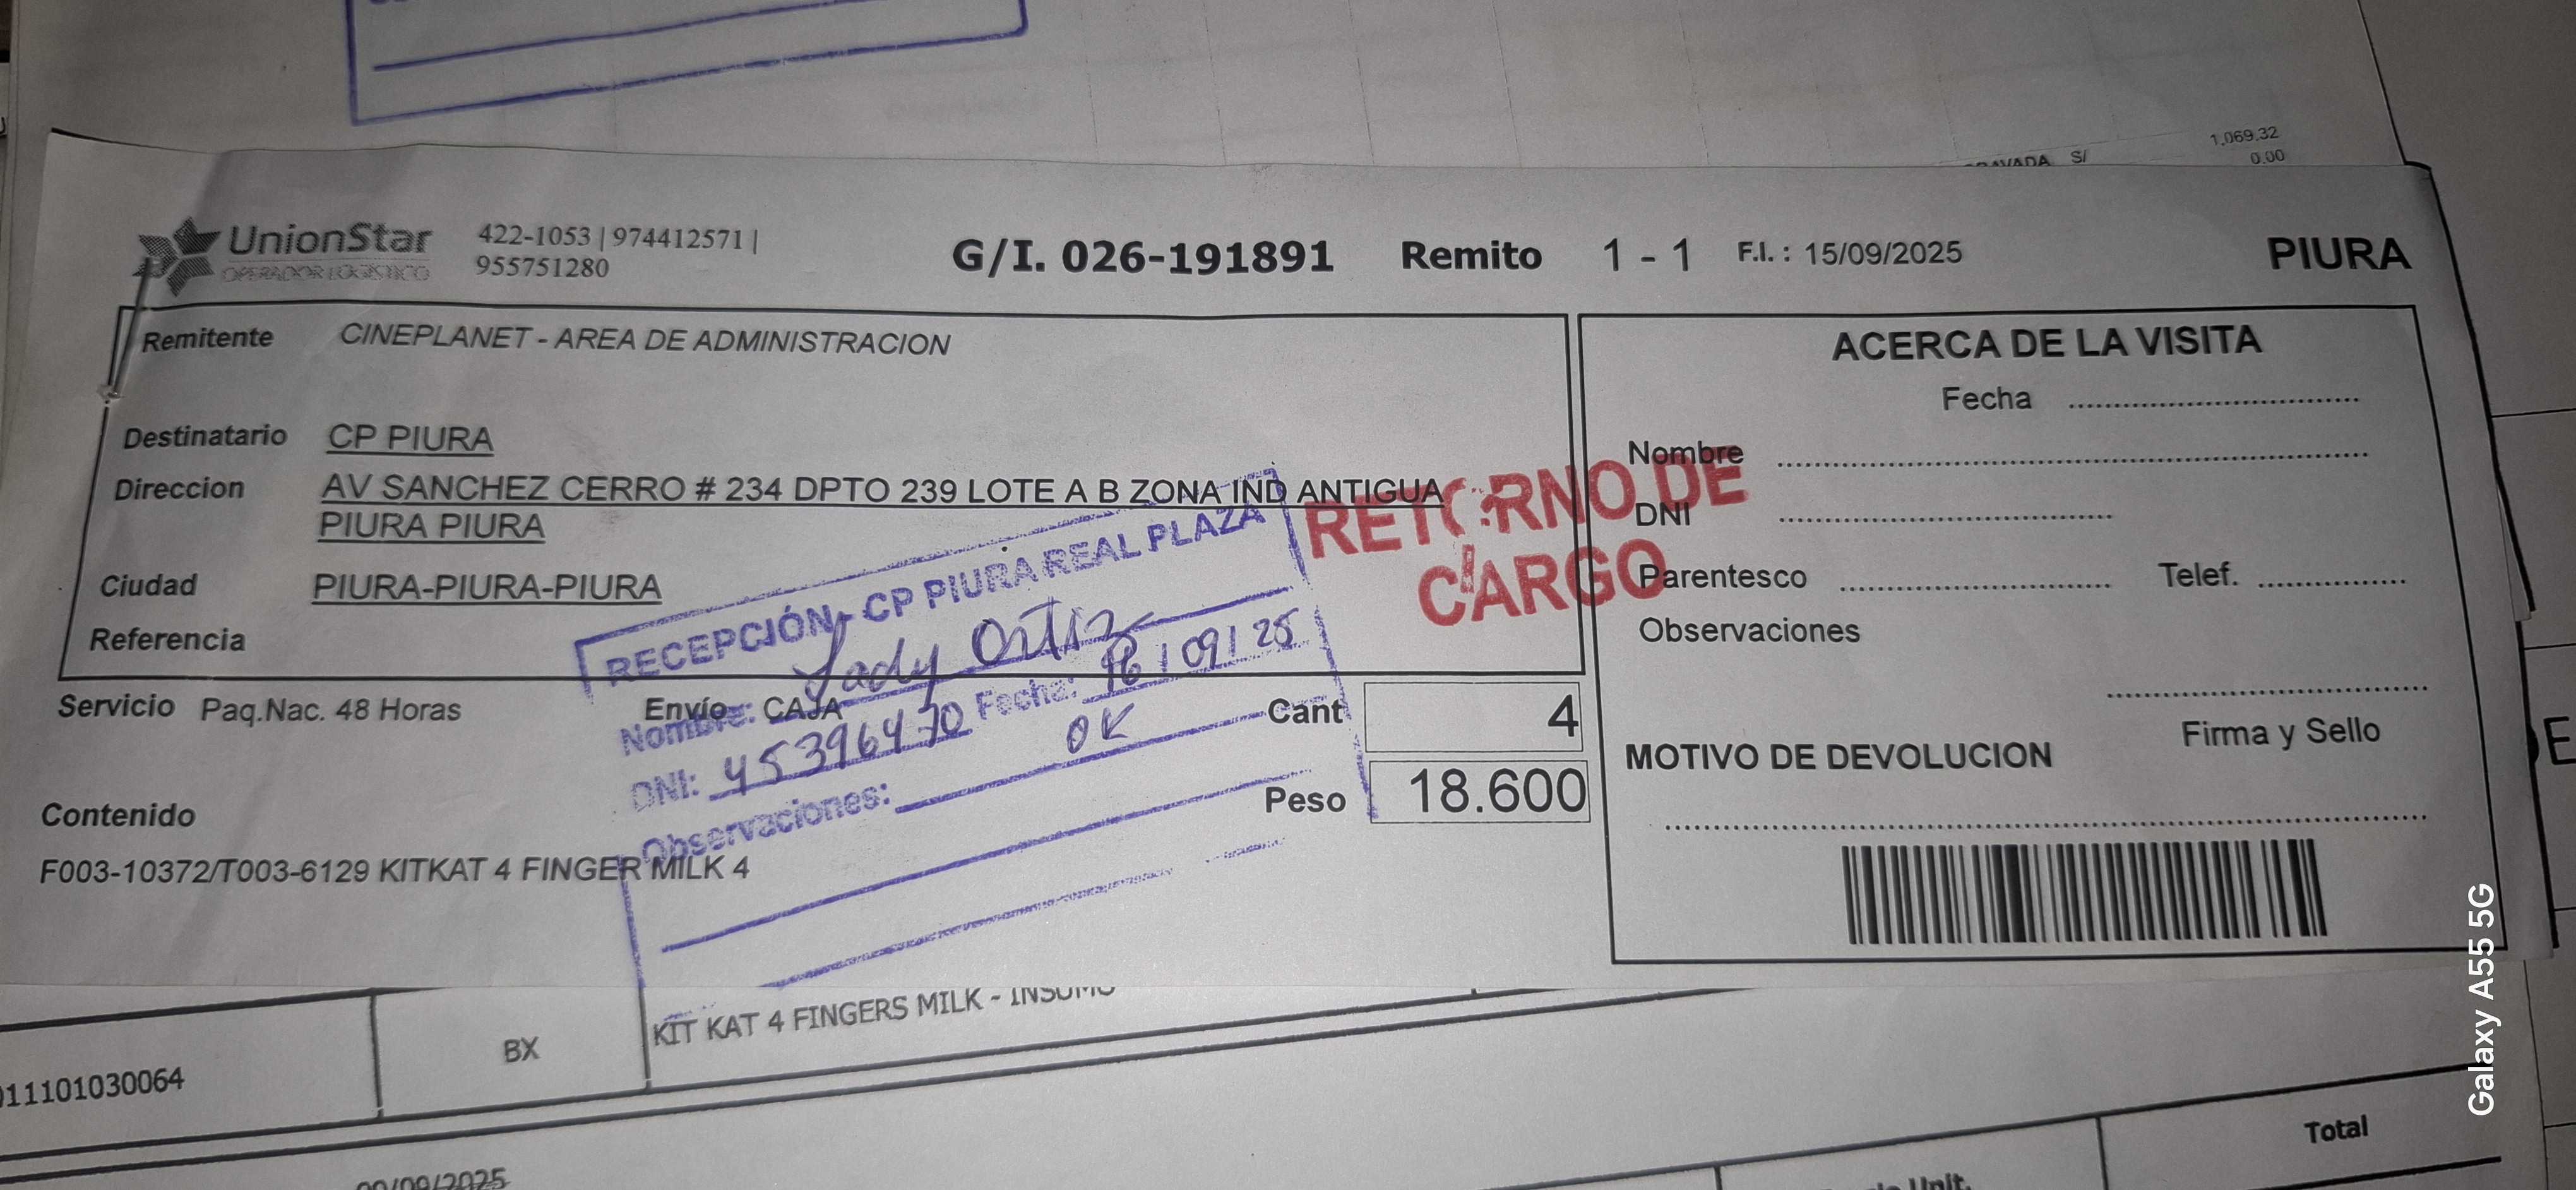 1,069.32
S/
0.00
UnionStar
OPERADOR LOGISTICO
422-1053 | 974412571 |
955751280
G/I. 026-191891 Remito 1 - 1 F.I. : 15/09/2025 PIURA
Remitente CINEPLANET - AREA DE ADMINISTRACION
Destinatario CP PIURA
Direccion AV SANCHEZ CERRO # 234 DPTO 239 LOTE A B ZONA IND ANTIGUA
PIURA PIURA
Ciudad PIURA-PIURA-PIURA
Referencia
Servicio Paq.Nac. 48 Horas Envío CAJA
Cant 4
Peso 18.600
Contenido
F003-10372/T003-6129 KITKAT 4 FINGER MILK 4
RECEPCIÓN - CP PIURA REAL PLAZA
Nombre: Lady Ortiz
DNI: 45396470 Fecha: 16/09/25
Observaciones: OK
RETORNO DE
CARGO
ACERCA DE LA VISITA
Fecha
Nombre
DNI
Parentesco Telef.
Observaciones
Firma y Sello
MOTIVO DE DEVOLUCION
11101030064 BX KIT KAT 4 FINGERS MILK - INSUMO
09/09/2025
Unit.
Total
Galaxy A55 5G